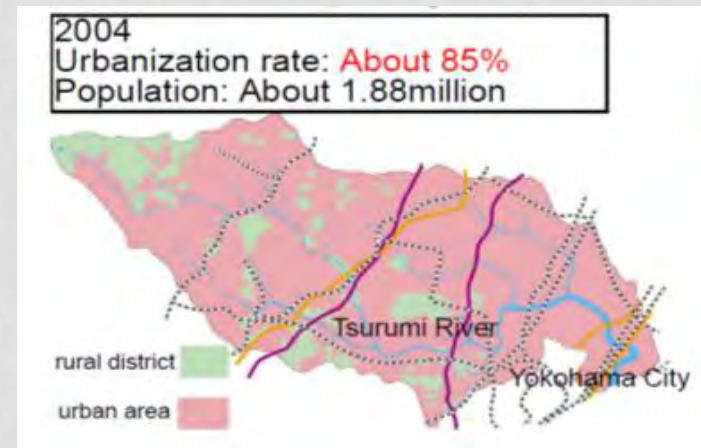 2004
Urbanization rate: About 85%
Population: About 1.88million
Tsurumi River
rural district
Yokohama City
urban area